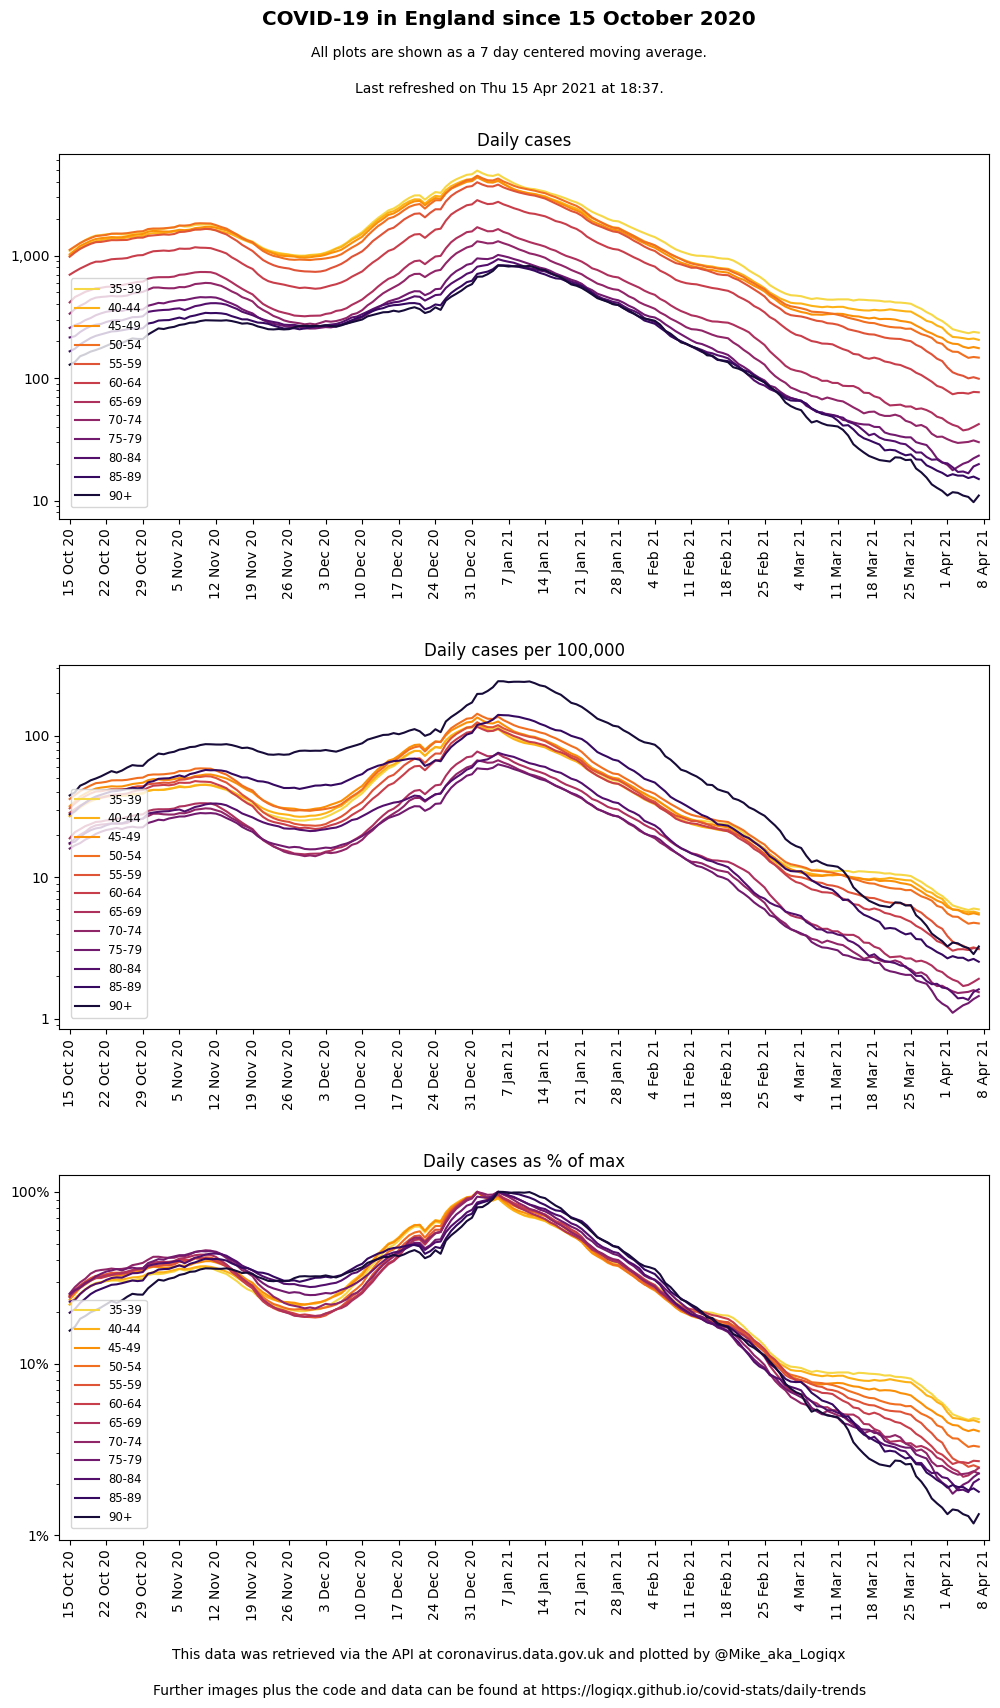 COVID-19 in England since 15 October 2020
All plots are shown as a 7 day centered moving average.
Last refreshed on Thu 15 Apr 2021 at 18:37.
Daily cases
1,000
100
10
35-39
40-44
45-49
50-54
55-59
60-64
65-69
70-74
75-79
80-84
85-89
90+
15 Oct 20
22 Oct 20
29 Oct 20
5 Nov 20
12 Nov 20
19 Nov 20
26 Nov 20
3 Dec 20
10 Dec 20
17 Dec 20
24 Dec 20
31 Dec 20
7 Jan 21
14 Jan 21
21 Jan 21
28 Jan 21
4 Feb 21
11 Feb 21
18 Feb 21
25 Feb 21
4 Mar 21
11 Mar 21
18 Mar 21
25 Mar 21
1 Apr 21
8 Apr 21
Daily cases per 100,000
100
10
1
35-39
40-44
45-49
50-54
55-59
60-64
65-69
70-74
75-79
80-84
85-89
90+
15 Oct 20
22 Oct 20
29 Oct 20
5 Nov 20
12 Nov 20
19 Nov 20
26 Nov 20
3 Dec 20
10 Dec 20
17 Dec 20
24 Dec 20
31 Dec 20
7 Jan 21
14 Jan 21
21 Jan 21
28 Jan 21
4 Feb 21
11 Feb 21
18 Feb 21
25 Feb 21
4 Mar 21
11 Mar 21
18 Mar 21
25 Mar 21
1 Apr 21
8 Apr 21
Daily cases as % of max
100%
10%
1%
35-39
40-44
45-49
50-54
55-59
60-64
65-69
70-74
75-79
80-84
85-89
90+
15 Oct 20
22 Oct 20
29 Oct 20
5 Nov 20
12 Nov 20
19 Nov 20
26 Nov 20
3 Dec 20
10 Dec 20
17 Dec 20
24 Dec 20
31 Dec 20
7 Jan 21
14 Jan 21
21 Jan 21
28 Jan 21
4 Feb 21
11 Feb 21
18 Feb 21
25 Feb 21
4 Mar 21
11 Mar 21
18 Mar 21
25 Mar 21
1 Apr 21
8 Apr 21
This data was retrieved via the API at coronavirus.data.gov.uk and plotted by @Mike_aka_Logiqx
Further images plus the code and data can be found at https://logiqx.github.io/covid-stats/daily-trends